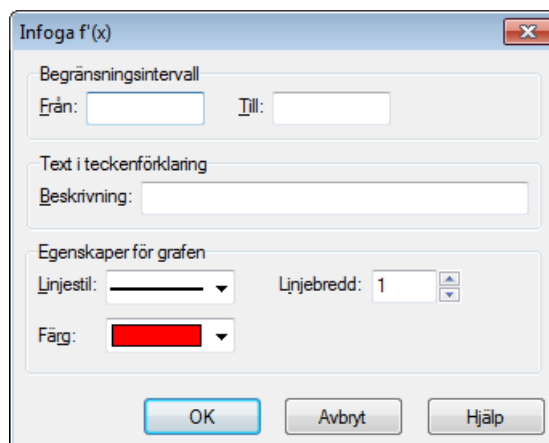 Infoga f'(x)
Begränsningsintervall
Från: Till:
Text i teckenförklaring
Beskrivning:
Egenskaper för grafen
Linjestil: Linjebredd: 1
Färg:
OK Avbryt Hjälp